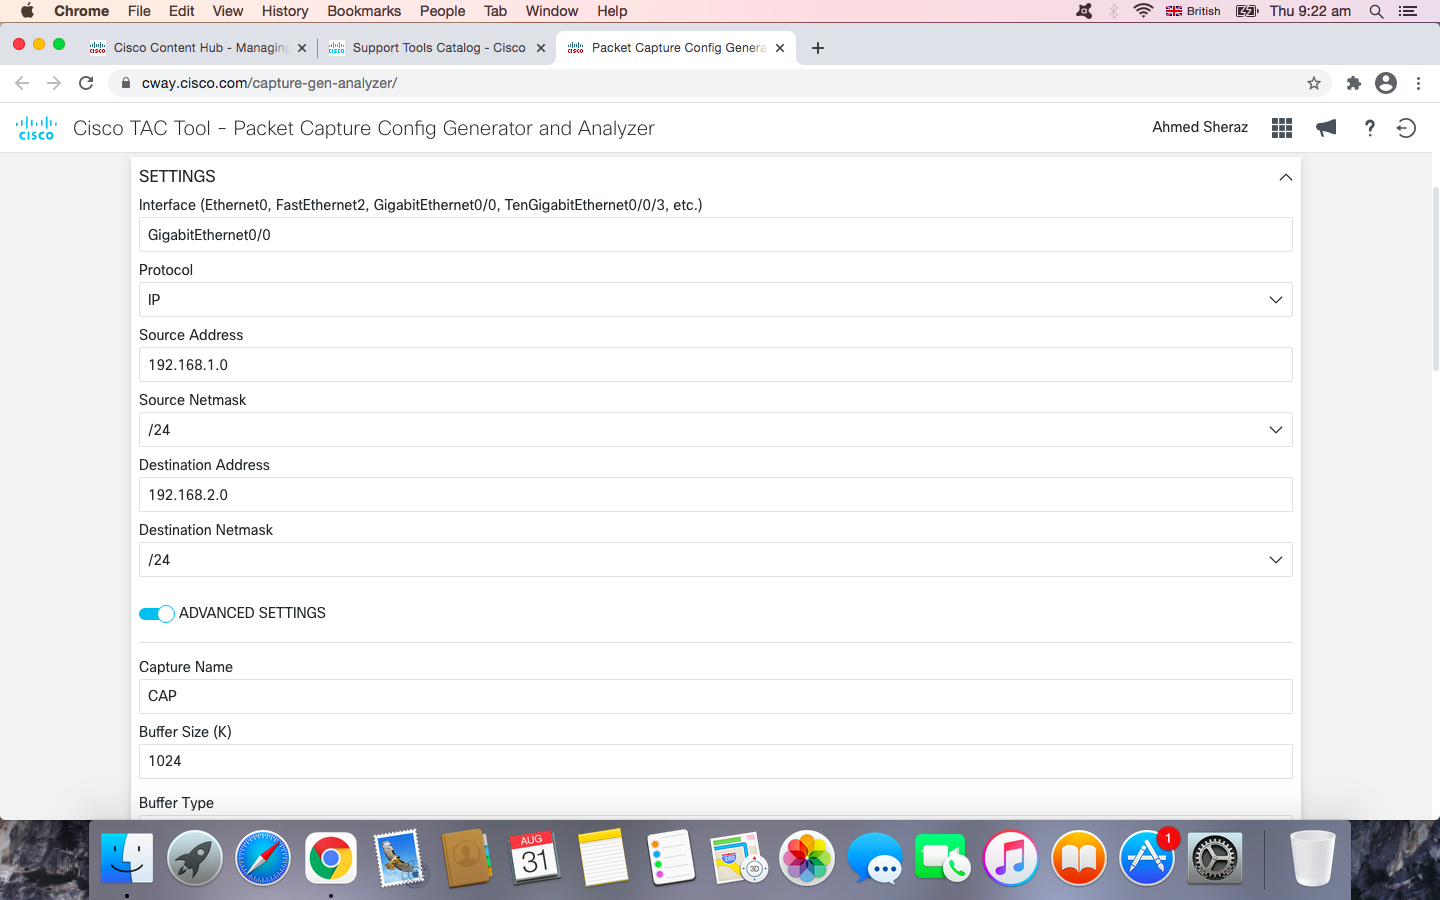 Chrome File Edit View History Bookmarks People Tab Window Help British Thu 9:22 am
Cisco Content Hub - Managing Support Tools Catalog - Cisco Packet Capture Config Genera
cway.cisco.com/capture-gen-analyzer/
CISCO Cisco TAC Tool - Packet Capture Config Generator and Analyzer Ahmed Sheraz ?
SETTINGS
Interface (Ethernet0, FastEthernet2, GigabitEthernet0/0, TenGigabitEthernet0/0/3, etc.)
GigabitEthernet0/0
Protocol
IP
Source Address
192.168.1.0
Source Netmask
/24
Destination Address
192.168.2.0
Destination Netmask
/24
ADVANCED SETTINGS
Capture Name
CAP
Buffer Size (K)
1024
Buffer Type
AUG
31
280
3D
1